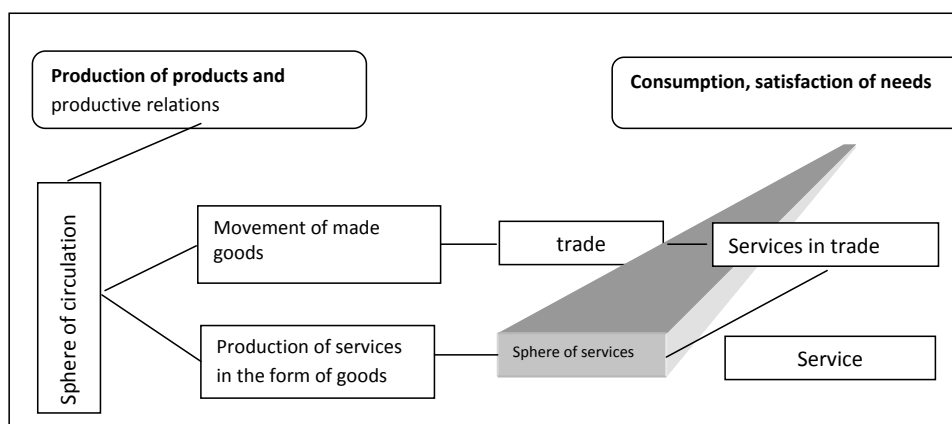 Production of products and
productive relations
Consumption, satisfaction of needs
Sphere of circulation
Movement of made
goods
trade
Services in trade
Production of services
in the form of goods
Sphere of services
Service